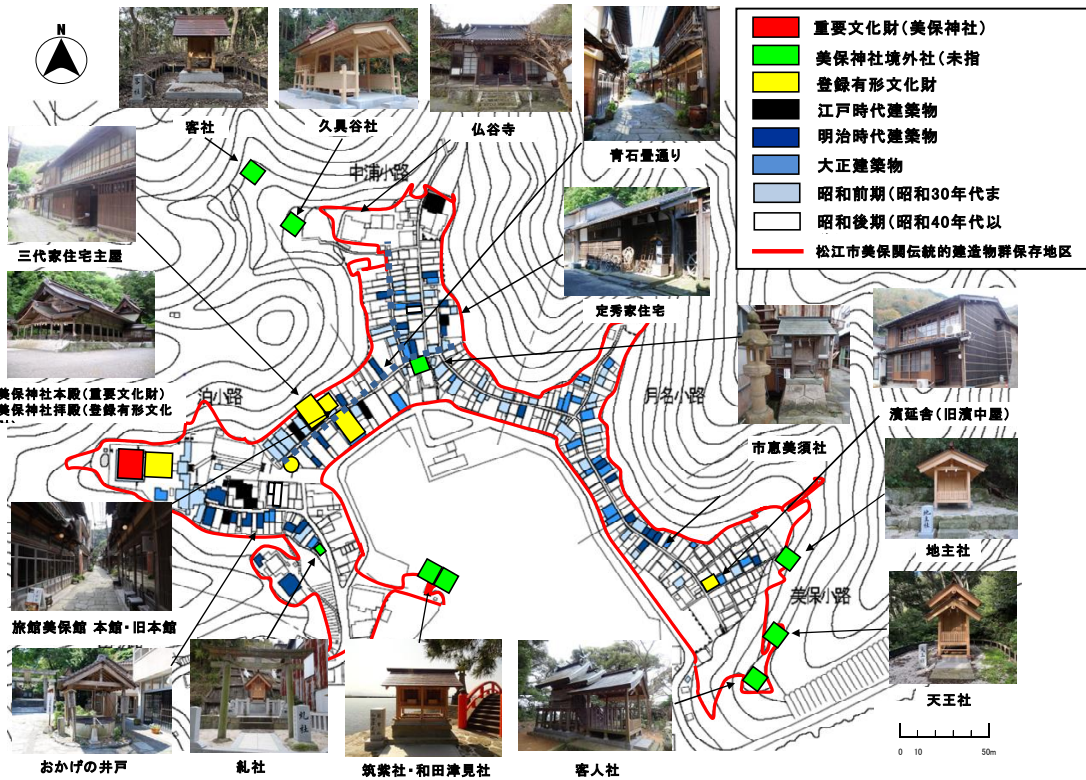 N
客社
久具谷社
仏谷寺
青石畳通り
重要文化財(美保神社)
美保神社境外社(未指
登録有形文化財
江戸時代建築物
明治時代建築物
大正建築物
昭和前期(昭和30年代ま
昭和後期(昭和40年代以
松江市美保関伝統的建造物群保存地区
三代家住宅主屋
中浦小路
定秀家住宅
美保神社本殿(重要文化財)
美保神社拝殿(登録有形文化
泊小路
月名小路
濱延舎(旧濱中屋)
市恵美須社
地主社
地主社
美保小路
旅館美保館 本館・旧本館
天王社
おかげの井戸
糺社
糺社
筑紫社・和田津見社
客人社
0 10 50m